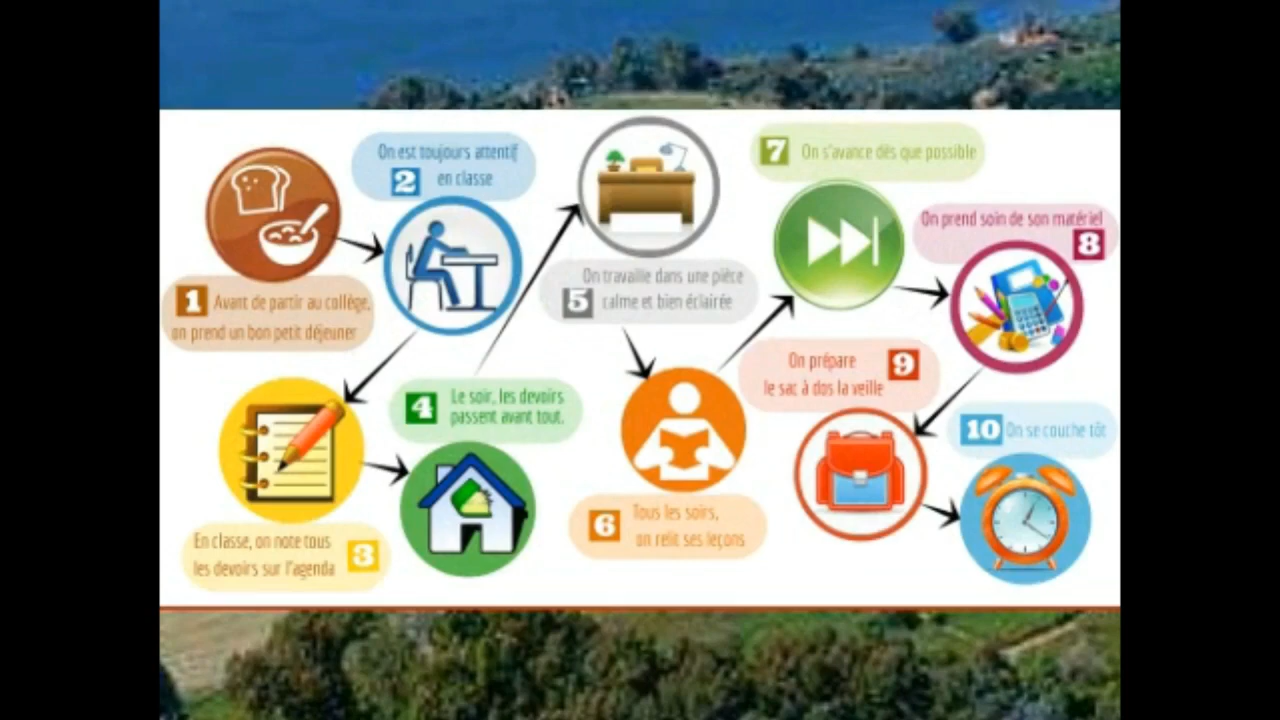 1 Avant de partir au collége,
on prend un bon petit déjeuner
On est toujours attentif
2 en classe
En classe, on note tous
les devoirs sur l'agenda 3
4 Le soir, les devoirs
passent avant tout.
On travaille dans une pièce
5 calme et bien éclairée
6 Tous les soirs,
on relit ses leçons
7 On s'avance dès que possible
On prend soin de son matériel
8
On prépare 9
le sac à dos la veille
10 On se couche tôt